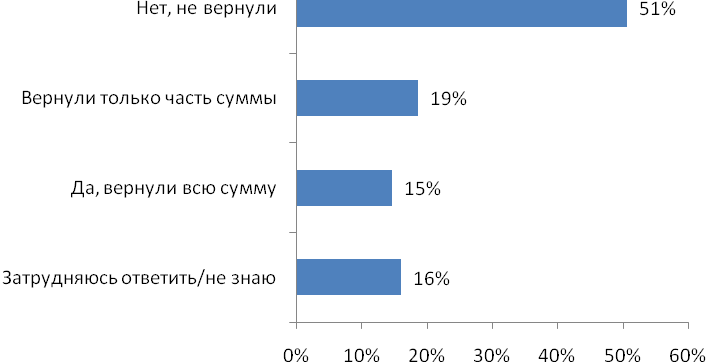 Нет, не вернули 51%
Вернули только часть суммы 19%
Да, вернули всю сумму 15%
Затрудняюсь ответить/не знаю 16%
0% 10% 20% 30% 40% 50% 60%